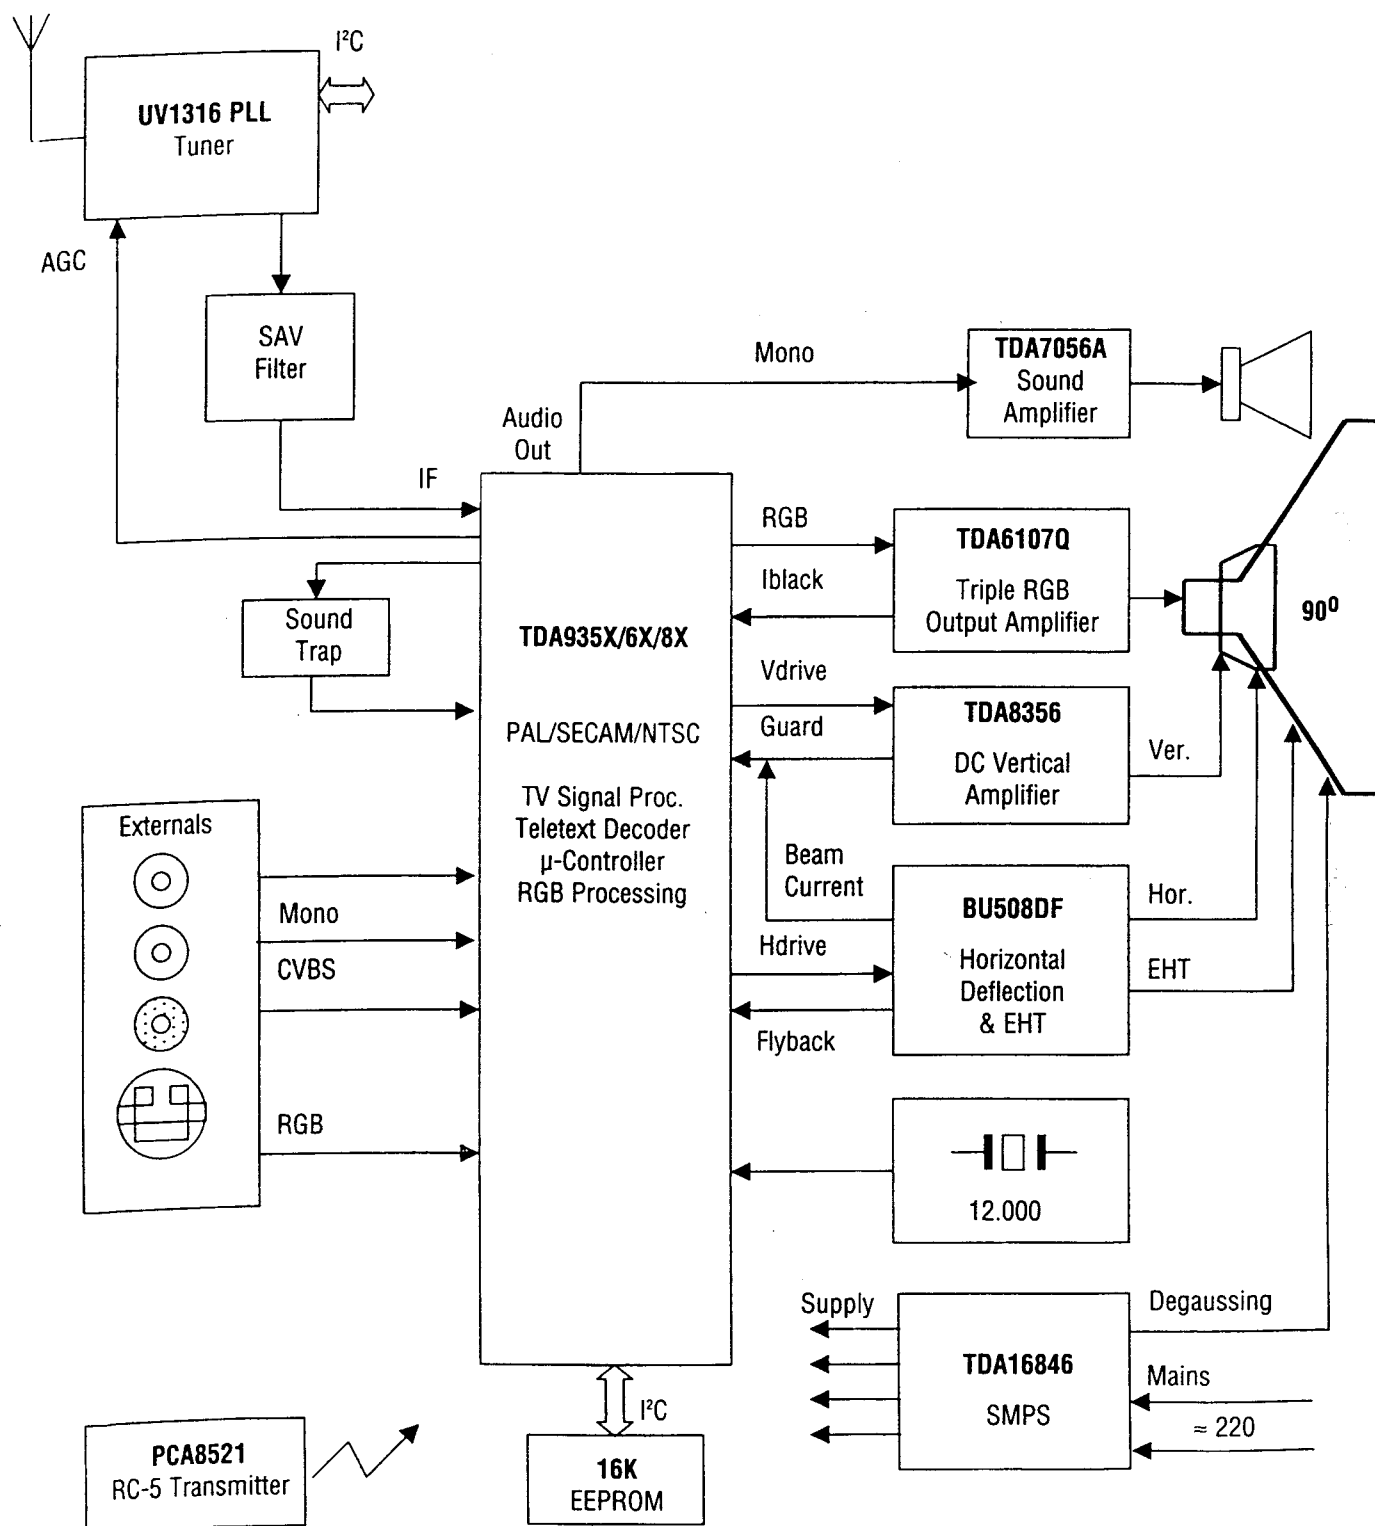 I²C
UV1316 PLL
Tuner
AGC
SAV
Filter
Mono
TDA7056A
Sound
Amplifier
Audio
Out
IF
RGB
TDA6107Q
Iblack
Triple RGB
Output Amplifier
90⁰
Sound
Trap
TDA935X/6X/8X
Vdrive
TDA8356
Guard
PAL/SECAM/NTSC
DC Vertical
Amplifier
Ver.
TV Signal Proc.
Teletext Decoder
µ-Controller
RGB Processing
Externals
Beam
Current
BU508DF
Hor.
Mono
Hdrive
Horizontal
Deflection
& EHT
EHT
CVBS
Flyback
RGB
12.000
Supply
Degaussing
TDA16846
SMPS
Mains
≈ 220
I²C
PCA8521
RC-5 Transmitter
16K
EEPROM